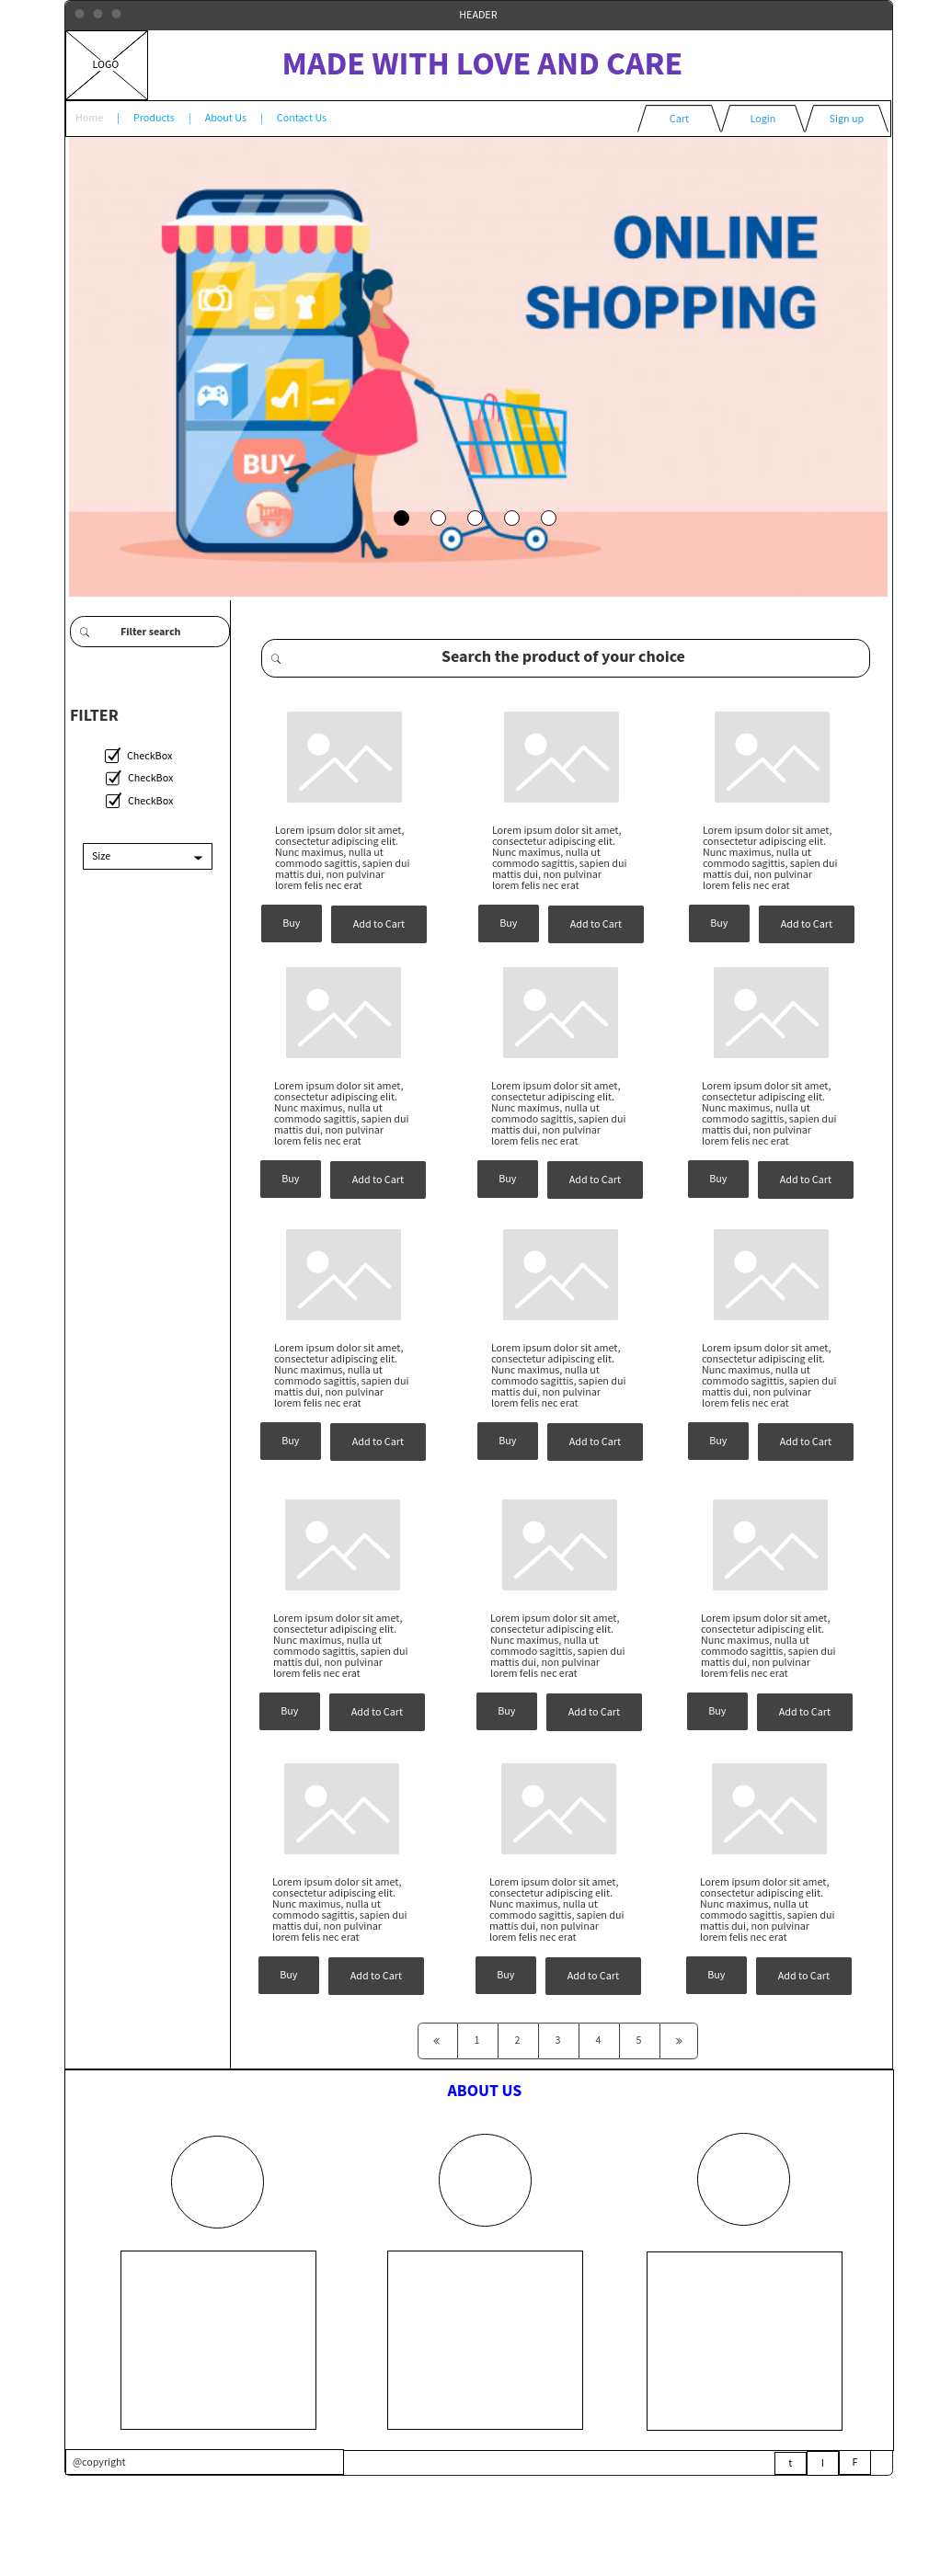 HEADER
LOGO
MADE WITH LOVE AND CARE
Home | Products | About Us | Contact Us
Cart Login Sign up
ONLINE
SHOPPING
BUY
Filter search
Search the product of your choice
FILTER
CheckBox
CheckBox
CheckBox
Size
Lorem ipsum dolor sit amet,
consectetur adipiscing elit.
Nunc maximus, nulla ut
commodo sagittis, sapien dui
mattis dui, non pulvinar
lorem felis nec erat
Buy Add to Cart
Lorem ipsum dolor sit amet,
consectetur adipiscing elit.
Nunc maximus, nulla ut
commodo sagittis, sapien dui
mattis dui, non pulvinar
lorem felis nec erat
Buy Add to Cart
Lorem ipsum dolor sit amet,
consectetur adipiscing elit.
Nunc maximus, nulla ut
commodo sagittis, sapien dui
mattis dui, non pulvinar
lorem felis nec erat
Buy Add to Cart
Lorem ipsum dolor sit amet,
consectetur adipiscing elit.
Nunc maximus, nulla ut
commodo sagittis, sapien dui
mattis dui, non pulvinar
lorem felis nec erat
Buy Add to Cart
Lorem ipsum dolor sit amet,
consectetur adipiscing elit.
Nunc maximus, nulla ut
commodo sagittis, sapien dui
mattis dui, non pulvinar
lorem felis nec erat
Buy Add to Cart
Lorem ipsum dolor sit amet,
consectetur adipiscing elit.
Nunc maximus, nulla ut
commodo sagittis, sapien dui
mattis dui, non pulvinar
lorem felis nec erat
Buy Add to Cart
Lorem ipsum dolor sit amet,
consectetur adipiscing elit.
Nunc maximus, nulla ut
commodo sagittis, sapien dui
mattis dui, non pulvinar
lorem felis nec erat
Buy Add to Cart
Lorem ipsum dolor sit amet,
consectetur adipiscing elit.
Nunc maximus, nulla ut
commodo sagittis, sapien dui
mattis dui, non pulvinar
lorem felis nec erat
Buy Add to Cart
Lorem ipsum dolor sit amet,
consectetur adipiscing elit.
Nunc maximus, nulla ut
commodo sagittis, sapien dui
mattis dui, non pulvinar
lorem felis nec erat
Buy Add to Cart
Lorem ipsum dolor sit amet,
consectetur adipiscing elit.
Nunc maximus, nulla ut
commodo sagittis, sapien dui
mattis dui, non pulvinar
lorem felis nec erat
Buy Add to Cart
Lorem ipsum dolor sit amet,
consectetur adipiscing elit.
Nunc maximus, nulla ut
commodo sagittis, sapien dui
mattis dui, non pulvinar
lorem felis nec erat
Buy Add to Cart
Lorem ipsum dolor sit amet,
consectetur adipiscing elit.
Nunc maximus, nulla ut
commodo sagittis, sapien dui
mattis dui, non pulvinar
lorem felis nec erat
Buy Add to Cart
Lorem ipsum dolor sit amet,
consectetur adipiscing elit.
Nunc maximus, nulla ut
commodo sagittis, sapien dui
mattis dui, non pulvinar
lorem felis nec erat
Buy Add to Cart
Lorem ipsum dolor sit amet,
consectetur adipiscing elit.
Nunc maximus, nulla ut
commodo sagittis, sapien dui
mattis dui, non pulvinar
lorem felis nec erat
Buy Add to Cart
Lorem ipsum dolor sit amet,
consectetur adipiscing elit.
Nunc maximus, nulla ut
commodo sagittis, sapien dui
mattis dui, non pulvinar
lorem felis nec erat
Buy Add to Cart
« 1 2 3 4 5 »
ABOUT US
@copyright
t I F